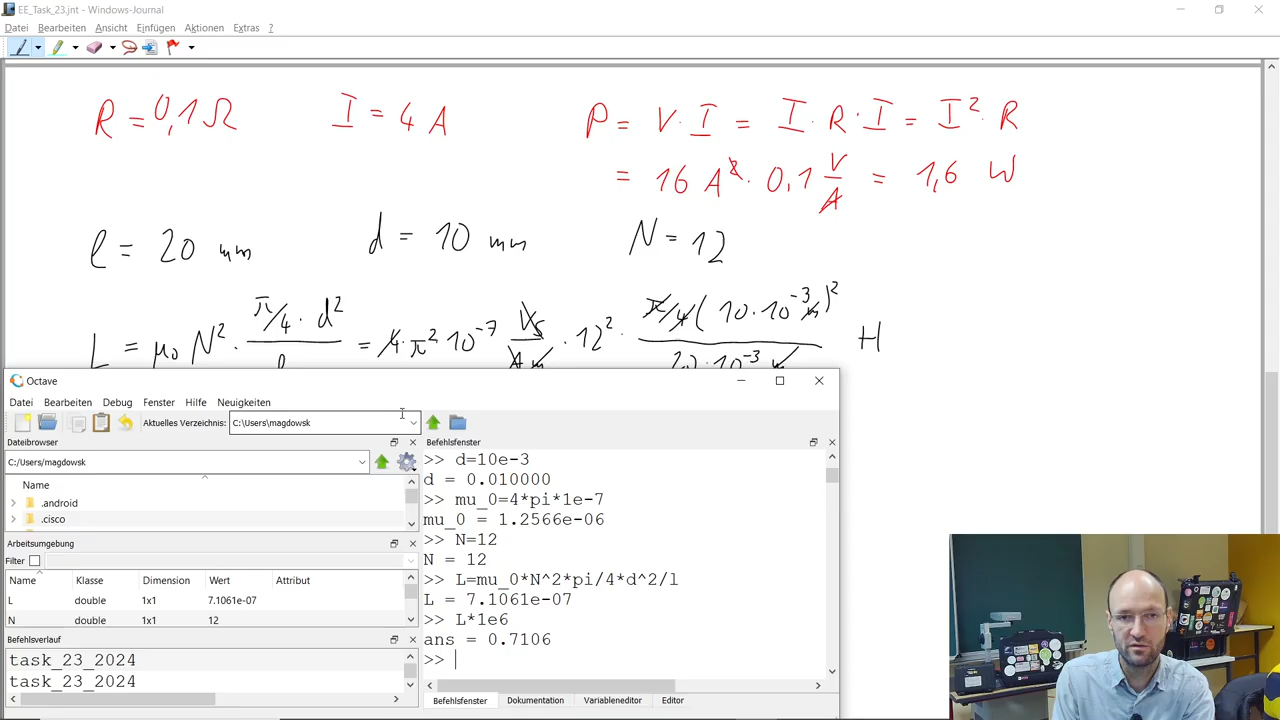 EE_Task_23.jnt - Windows-Journal
Datei Bearbeiten Ansicht Einfügen Aktionen Extras ?
R = 0,1 Ω I = 4 A P = V · I = I · R · I = I² · R
= 16 A² · 0,1 V/A = 1,6 W
l = 20 mm d = 10 mm N = 12
L = μ₀ N² · π/4 · d² / l = 4 · π² 10⁻⁷ Vs/Am · 12² · π/4 (10 · 10⁻³ m)² / 20 · 10⁻³ m H
Octave
Datei Bearbeiten Debug Fenster Hilfe Neuigkeiten
Aktuelles Verzeichnis: C:\Users\magdowsk
Dateibrowser
C:/Users/magdowsk
Name
.android
.cisco
Arbeitsumgebung
Filter
Name Klasse Dimension Wert Attribut
L double 1x1 7.1061e-07
N double 1x1 12
Befehlsverlauf
task_23_2024
task_23_2024
Befehlsfenster
>> d=10e-3
d = 0.010000
>> mu_0=4*pi*1e-7
mu_0 = 1.2566e-06
>> N=12
N = 12
>> L=mu_0*N^2*pi/4*d^2/l
L = 7.1061e-07
>> L*1e6
ans = 0.7106
>>
Befehlsfenster Dokumentation Variableneditor Editor